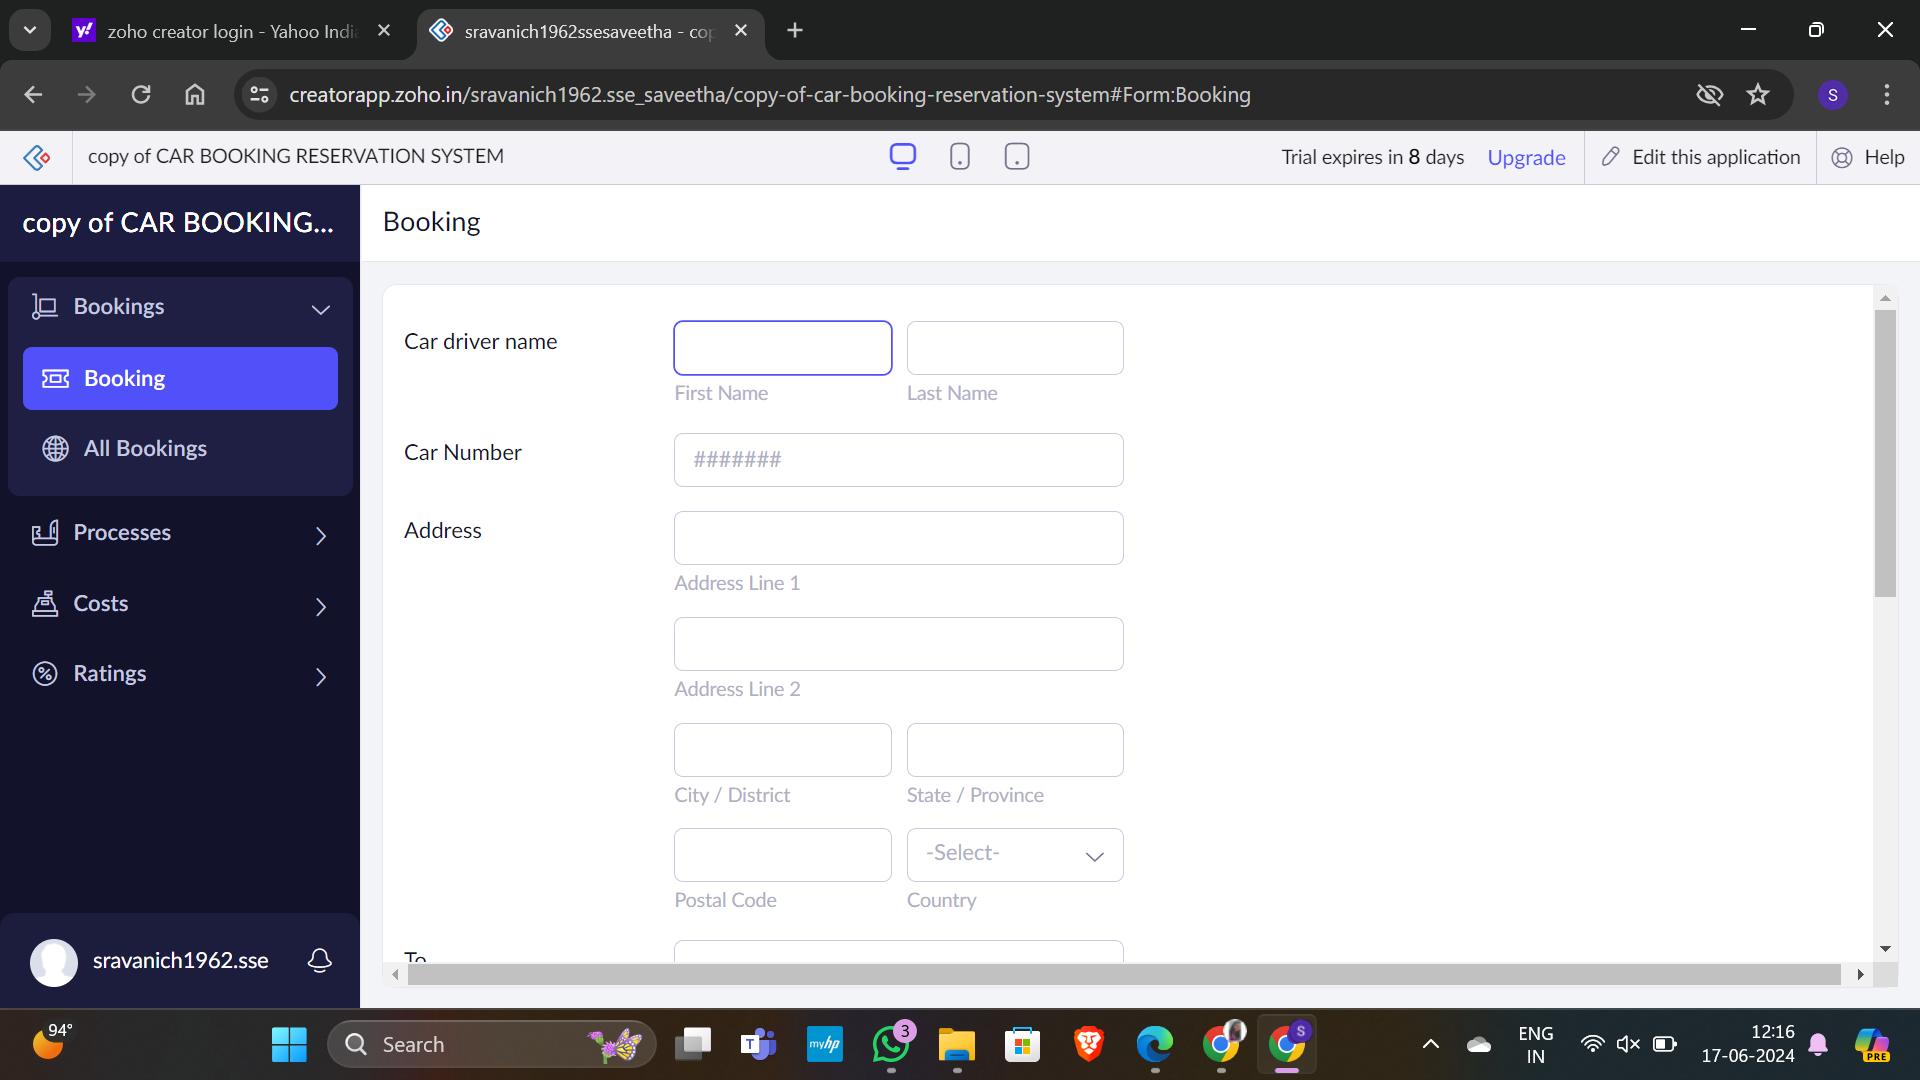 zoho creator login - Yahoo Indi
sravanich1962ssesaveetha - cop
creatorapp.zoho.in/sravanich1962.sse_saveetha/copy-of-car-booking-reservation-system#Form:Booking
S
copy of CAR BOOKING RESERVATION SYSTEM
Trial expires in 8 days
Upgrade
Edit this application
Help
copy of CAR BOOKING...
Booking
Bookings
Booking
All Bookings
Processes
Costs
Ratings
sravanich1962.sse
Car driver name
First Name
Last Name
Car Number
#######
Address
Address Line 1
Address Line 2
City / District
State / Province
Postal Code
-Select-
Country
To
94°
Search
T
myhp
3
S
ENG
IN
12:16
17-06-2024
PRE